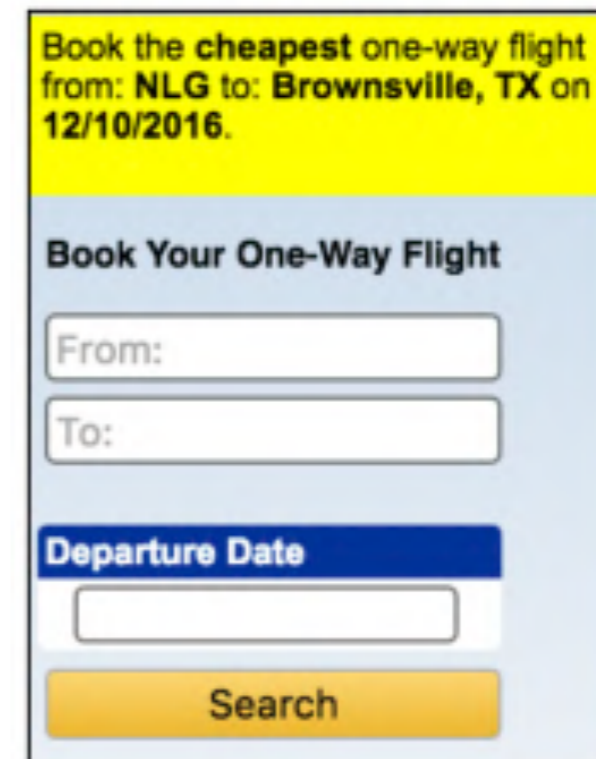 Book the cheapest one-way flight
from: NLG to: Brownsville, TX on
12/10/2016.
Book Your One-Way Flight
From:
To:
Departure Date
Search